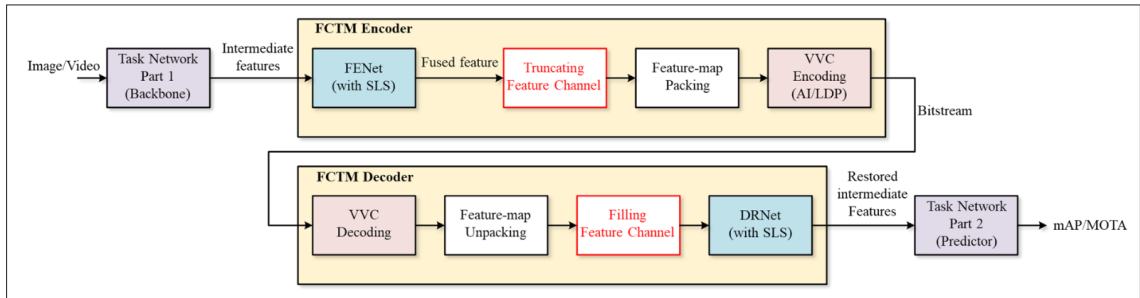 FCTM Encoder
Image/Video
Task Network
Part 1
(Backbone)
Intermediate
features
FENet
(with SLS)
Fused feature
Truncating
Feature Channel
Feature-map
Packing
VVC
Encoding
(AI/LDP)
Bitstream
FCTM Decoder
VVC
Decoding
Feature-map
Unpacking
Filling
Feature Channel
DRNet
(with SLS)
Restored
intermediate
Features
Task Network
Part 2
(Predictor)
mAP/MOTA